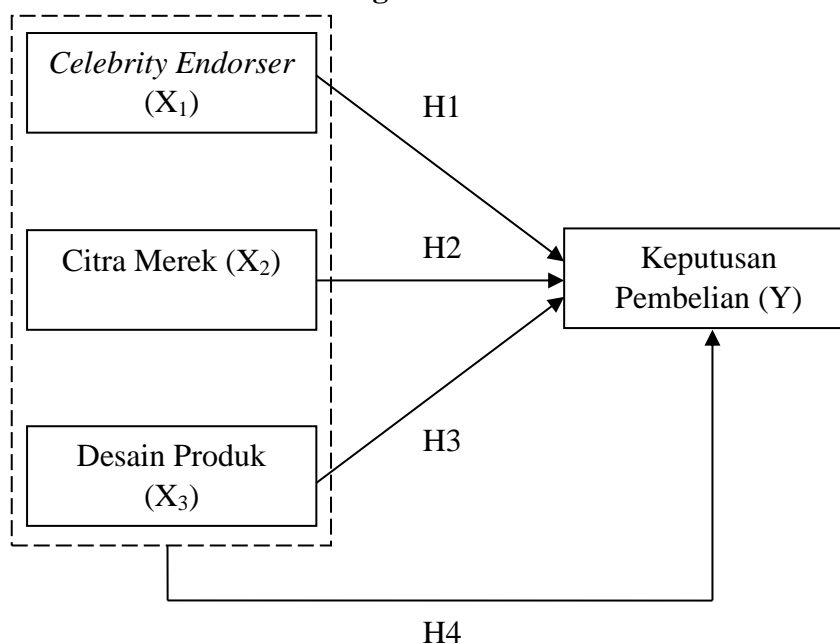 Celebrity Endorser
(X₁)
H1
Citra Merek (X₂)
H2
Keputusan
Pembelian (Y)
Desain Produk
(X₃)
H3
H4